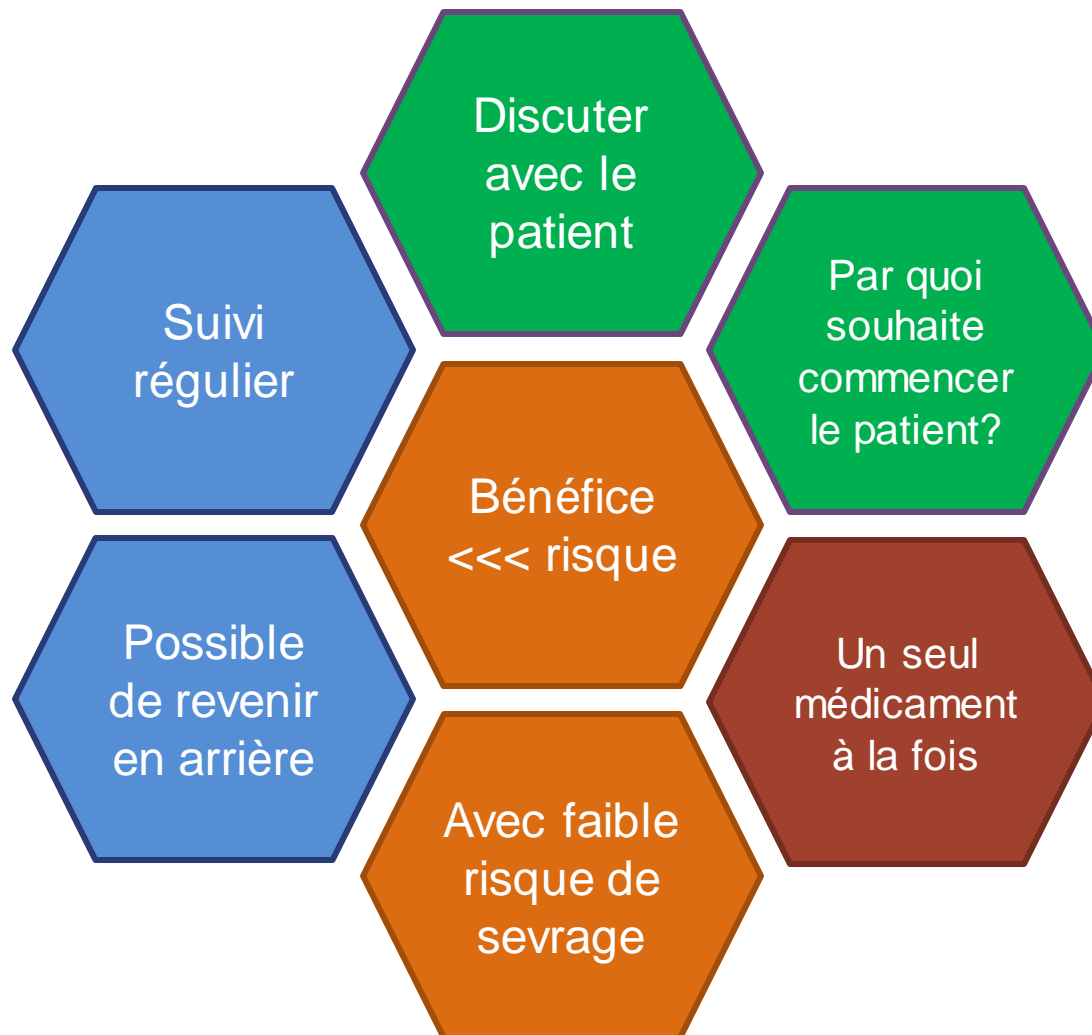 Discuter
avec le
patient
Suivi
régulier
Par quoi
souhaite
commencer
le patient?
Bénéfice
<<< risque
Possible
de revenir
en arrière
Un seul
médicament
à la fois
Avec faible
risque de
sevrage